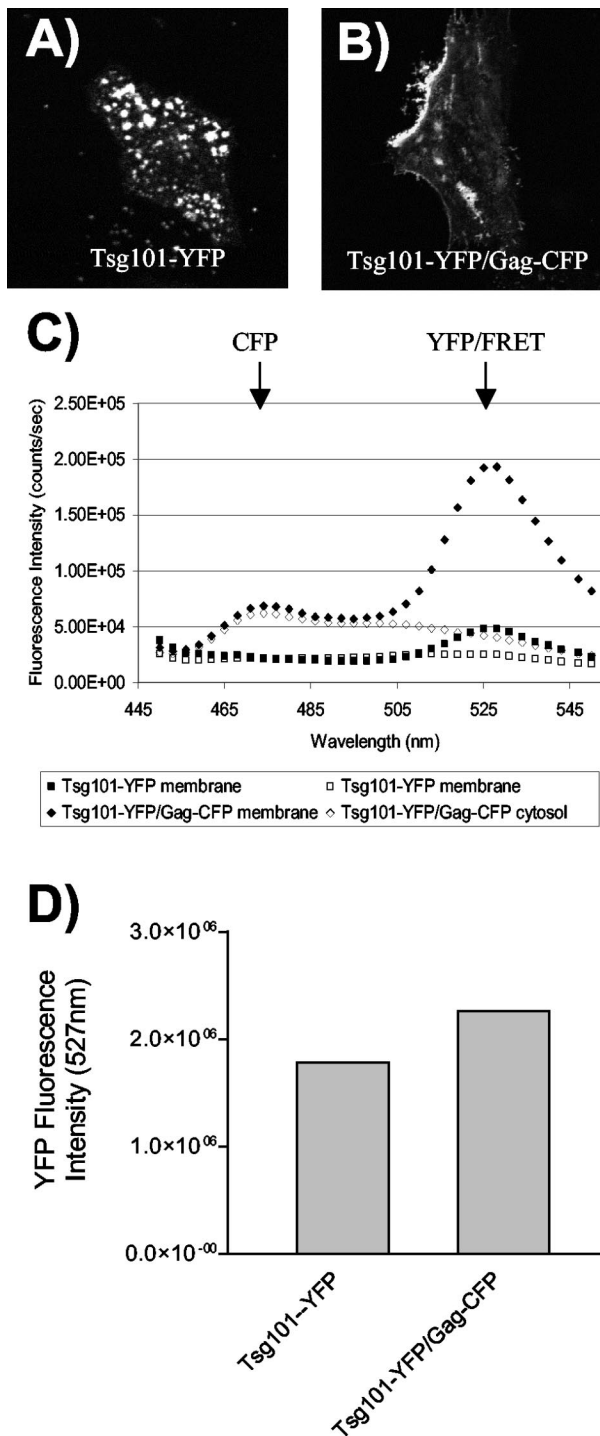 A)
Tsg101-YFP
B)
Tsg101-YFP/Gag-CFP
C)
CFP
YFP/FRET
Fluorescence Intensity (counts/sec)
2.50E+05
2.00E+05
1.50E+05
1.00E+05
5.00E+04
0.00E+00
445
465
485
505
525
545
Wavelength (nm)
Tsg101-YFP membrane
Tsg101-YFP membrane
Tsg101-YFP/Gag-CFP membrane
Tsg101-YFP/Gag-CFP cytosol
D)
YFP Fluorescence
Intensity (527nm)
3.0×10⁰⁶
2.0×10⁰⁶
1.0×10⁰⁶
0.0×10⁻⁰⁰
Tsg101--YFP
Tsg101-YFP/Gag-CFP